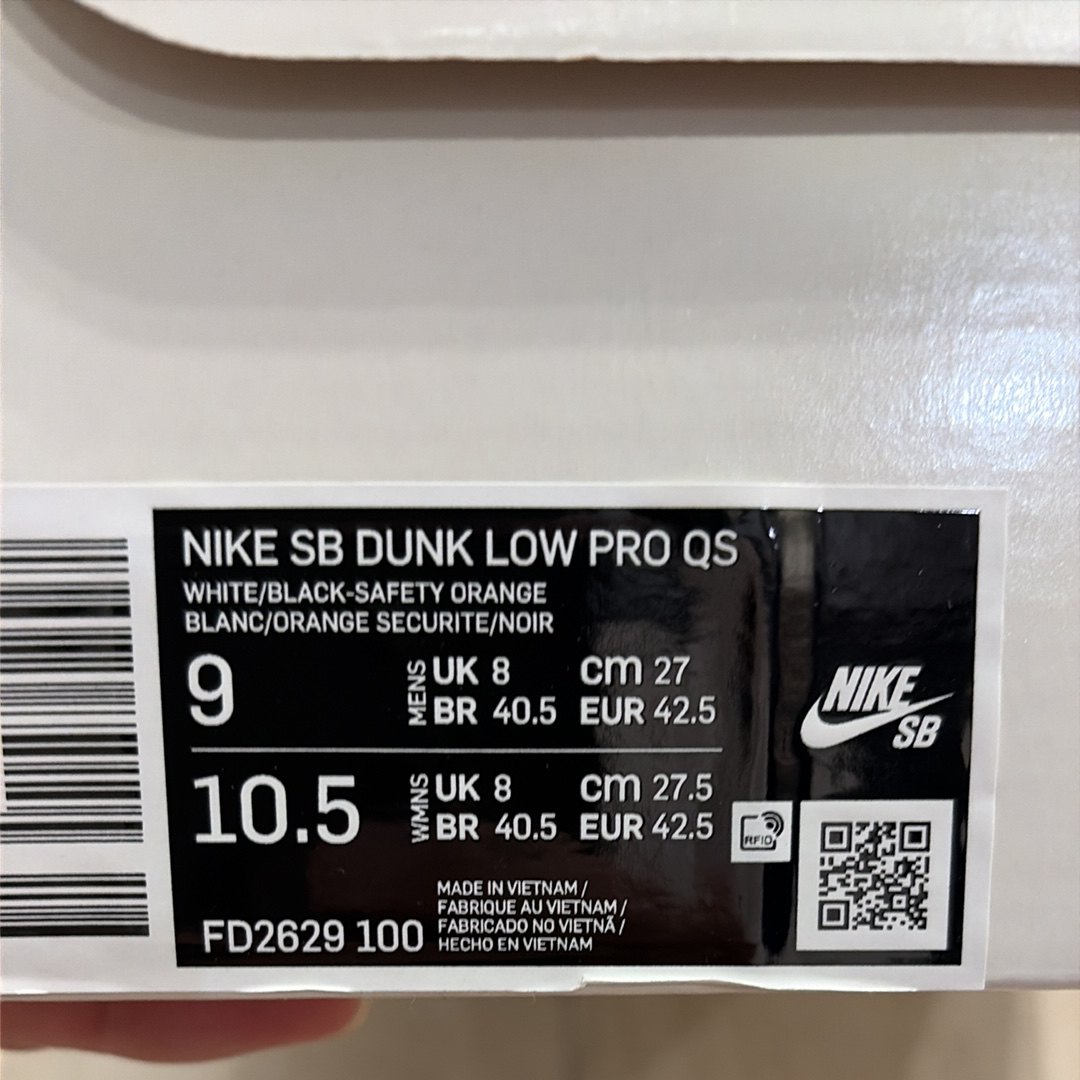 NIKE SB DUNK LOW PRO QS
WHITE/BLACK-SAFETY ORANGE
BLANC/ORANGE SECURITE/NOIR
9 MENS UK 8 cm 27
BR 40.5 EUR 42.5
10.5 WMNS UK 8 cm 27.5
BR 40.5 EUR 42.5
NIKE
SB
RFID
MADE IN VIETNAM /
FABRIQUE AU VIETNAM /
FABRICADO NO VIETNÃ /
HECHO EN VIETNAM
FD2629 100